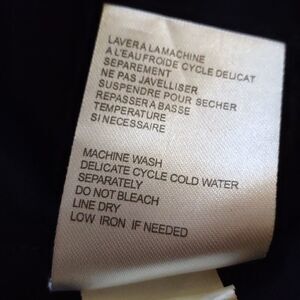 LAVER A LA MACHINE
A L'EAU FROIDE CYCLE DELICAT
SEPAREMENT
NE PAS JAVELLISER
SUSPENDRE POUR SECHER
REPASSER A BASSE
TEMPERATURE
SI NECESSAIRE
MACHINE WASH
DELICATE CYCLE COLD WATER
SEPARATELY
DO NOT BLEACH
LINE DRY
LOW IRON IF NEEDED